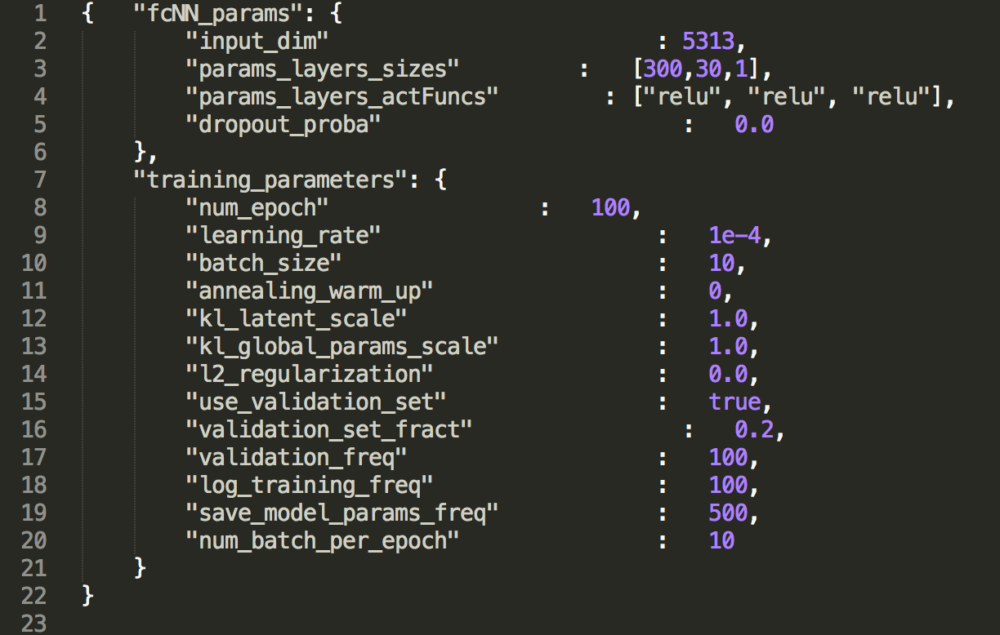 1 {   "fcNN_params": {
2 "input_dim" : 5313,
3 "params_layers_sizes" : [300,30,1],
4 "params_layers_actFuncs" : ["relu", "relu", "relu"],
5 "dropout_proba" : 0.0
6 },
7 "training_parameters": {
8 "num_epoch" : 100,
9 "learning_rate" : 1e-4,
10 "batch_size" : 10,
11 "annealing_warm_up" : 0,
12 "kl_latent_scale" : 1.0,
13 "kl_global_params_scale" : 1.0,
14 "l2_regularization" : 0.0,
15 "use_validation_set" : true,
16 "validation_set_fract" : 0.2,
17 "validation_freq" : 100,
18 "log_training_freq" : 100,
19 "save_model_params_freq" : 500,
20 "num_batch_per_epoch" : 10
21 }
22 }
23